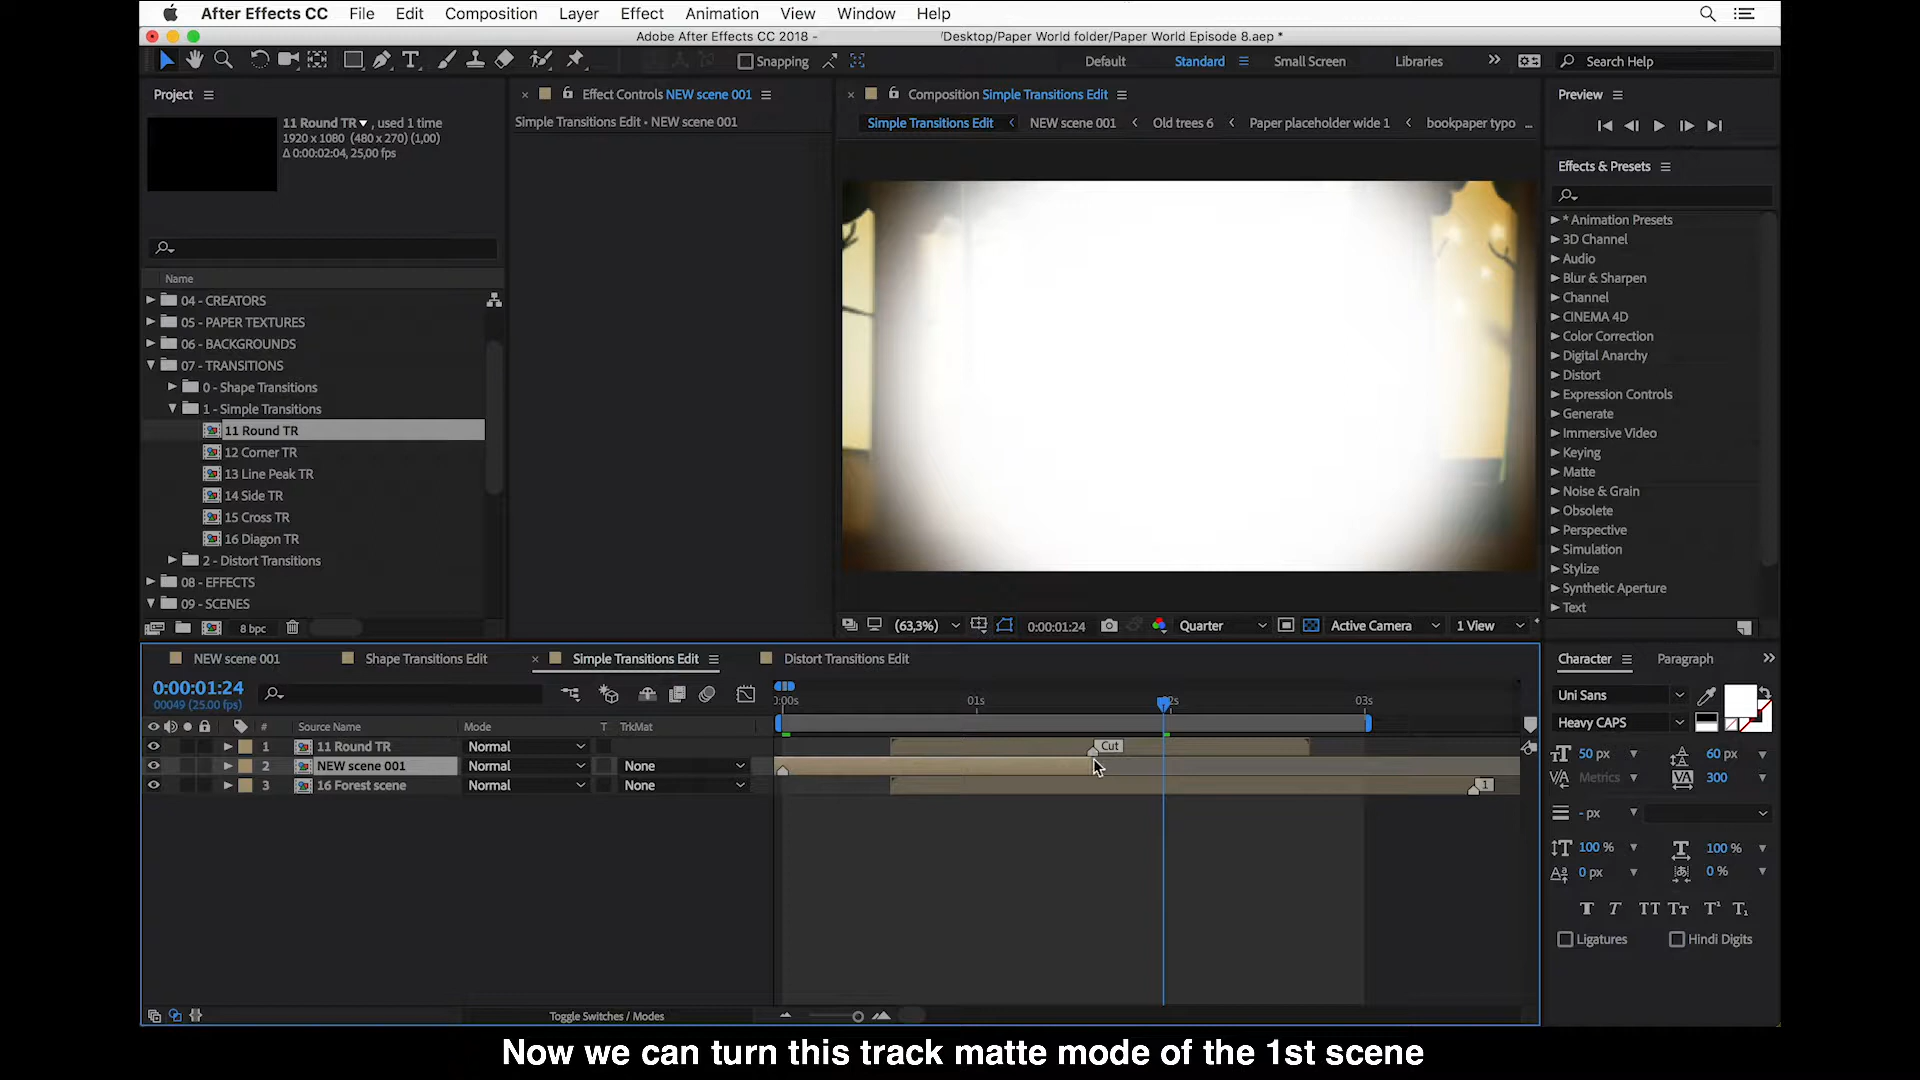 After Effects CC File Edit Composition Layer Effect Animation View Window Help
Adobe After Effects CC 2018 - /Desktop/Paper World folder/Paper World Episode 8.aep *
Snapping Default Standard Small Screen Libraries Search Help
Project
11 Round TR , used 1 time
1920 x 1080 (480 x 270) (1,00)
Δ 0:00:02:04, 25,00 fps
Name
04 - CREATORS
05 - PAPER TEXTURES
06 - BACKGROUNDS
07 - TRANSITIONS
0 - Shape Transitions
1 - Simple Transitions
11 Round TR
12 Corner TR
13 Line Peak TR
14 Side TR
15 Cross TR
16 Diagon TR
2 - Distort Transitions
08 - EFFECTS
09 - SCENES
8 bpc
Effect Controls NEW scene 001
Simple Transitions Edit • NEW scene 001
Composition Simple Transitions Edit
Simple Transitions Edit NEW scene 001 Old trees 6 Paper placeholder wide 1 bookpaper typo ...
(63,3%) 0:00:01:24 Quarter Active Camera 1 View
Preview
Effects & Presets
* Animation Presets
3D Channel
Audio
Blur & Sharpen
Channel
CINEMA 4D
Color Correction
Digital Anarchy
Distort
Expression Controls
Generate
Immersive Video
Keying
Matte
Noise & Grain
Obsolete
Perspective
Simulation
Stylize
Synthetic Aperture
Text
NEW scene 001 Shape Transitions Edit Simple Transitions Edit Distort Transitions Edit
0:00:01:24
00049 (25.00 fps)
0:00s 01s 2s 03s
# Source Name Mode T TrkMat
1 11 Round TR Normal Cut
2 NEW scene 001 Normal None
3 16 Forest scene Normal None 1
Toggle Switches / Modes
Character Paragraph
Uni Sans
Heavy CAPS
50 px 60 px
Metrics 300
- px
100 % 100 %
0 px 0 %
T T TT Tт T¹ T₁
Ligatures Hindi Digits
Now we can turn this track matte mode of the 1st scene